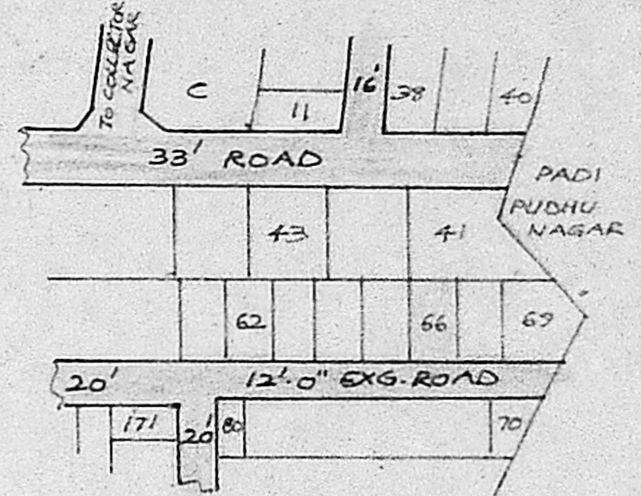 TO COLLECTOR
NAGAR
C
11
16'
38
40
33' ROAD
PADI
PUDHU
NAGAR
43
41
62
66
69
20'
12'-0" EXG. ROAD
171
20'
80
70